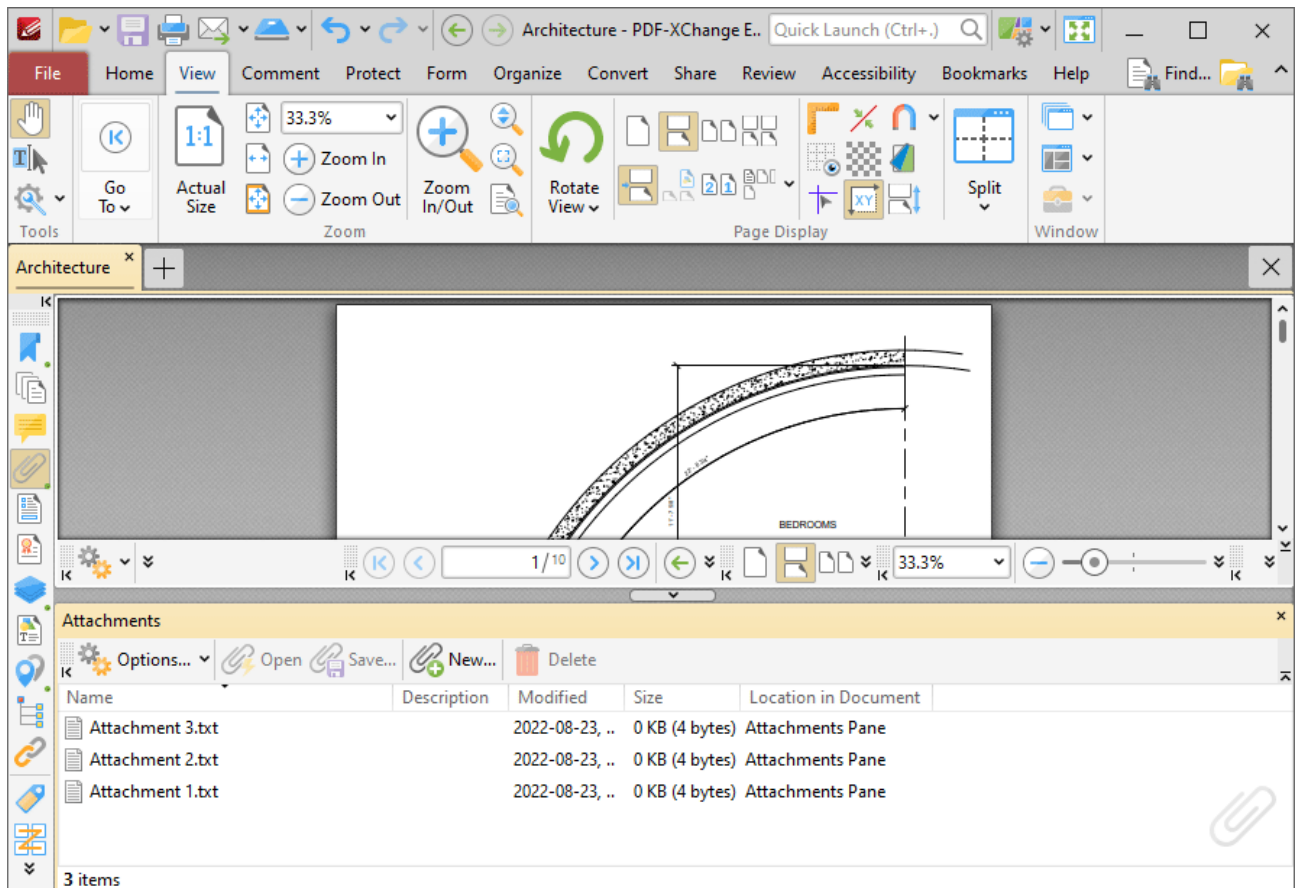 Architecture - PDF-XChange E.. Quick Launch (Ctrl+.)
File Home View Comment Protect Form Organize Convert Share Review Accessibility Bookmarks Help Find...
1:1 33.3%
Zoom In
Go To Actual Size Zoom Out Zoom In/Out Rotate View Split
T 2 1 XY
Tools Zoom Page Display Window
Architecture
BEDROOMS
1/10 33.3%
Attachments
Options... Open Save... New... Delete
Name Description Modified Size Location in Document
Attachment 3.txt 2022-08-23, .. 0 KB (4 bytes) Attachments Pane
Attachment 2.txt 2022-08-23, .. 0 KB (4 bytes) Attachments Pane
Attachment 1.txt 2022-08-23, .. 0 KB (4 bytes) Attachments Pane
3 items